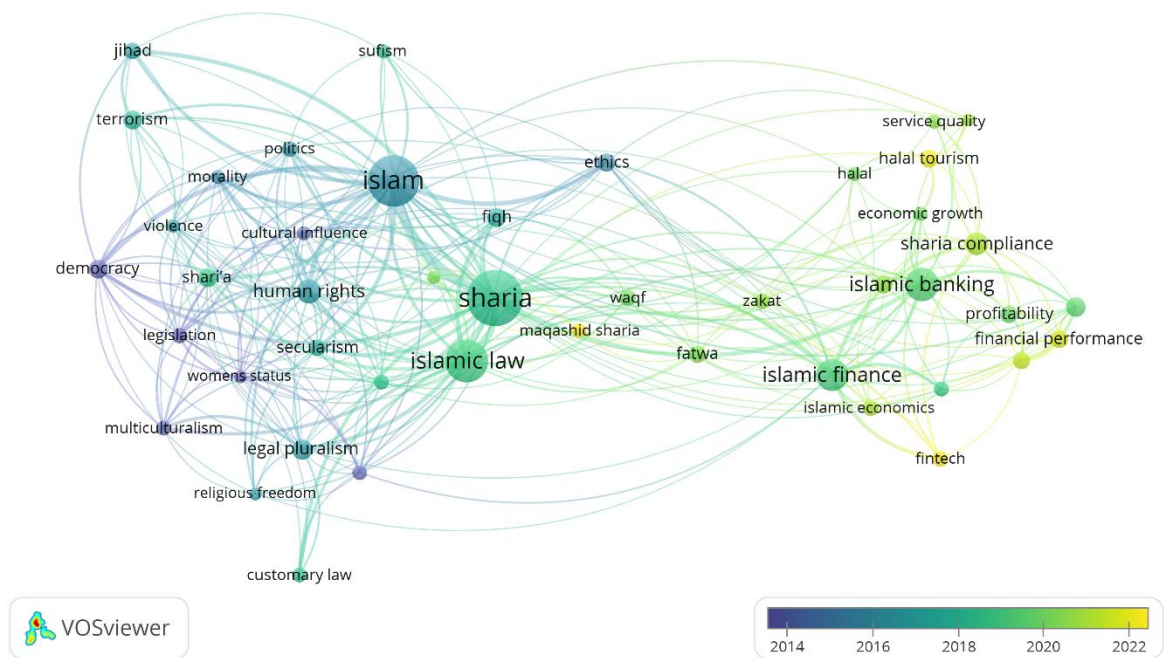 jihad
sufism
terrorism
service quality
politics
ethics
halal tourism
morality
islam
halal
violence
cultural influence
fiqh
economic growth
sharia compliance
democracy
shari'a
human rights
sharia
waqf
zakat
islamic banking
profitability
legislation
secularism
maqashid sharia
financial performance
womens status
islamic law
fatwa
islamic finance
islamic economics
multiculturalism
legal pluralism
fintech
religious freedom
customary law
VOSviewer
2014 2016 2018 2020 2022